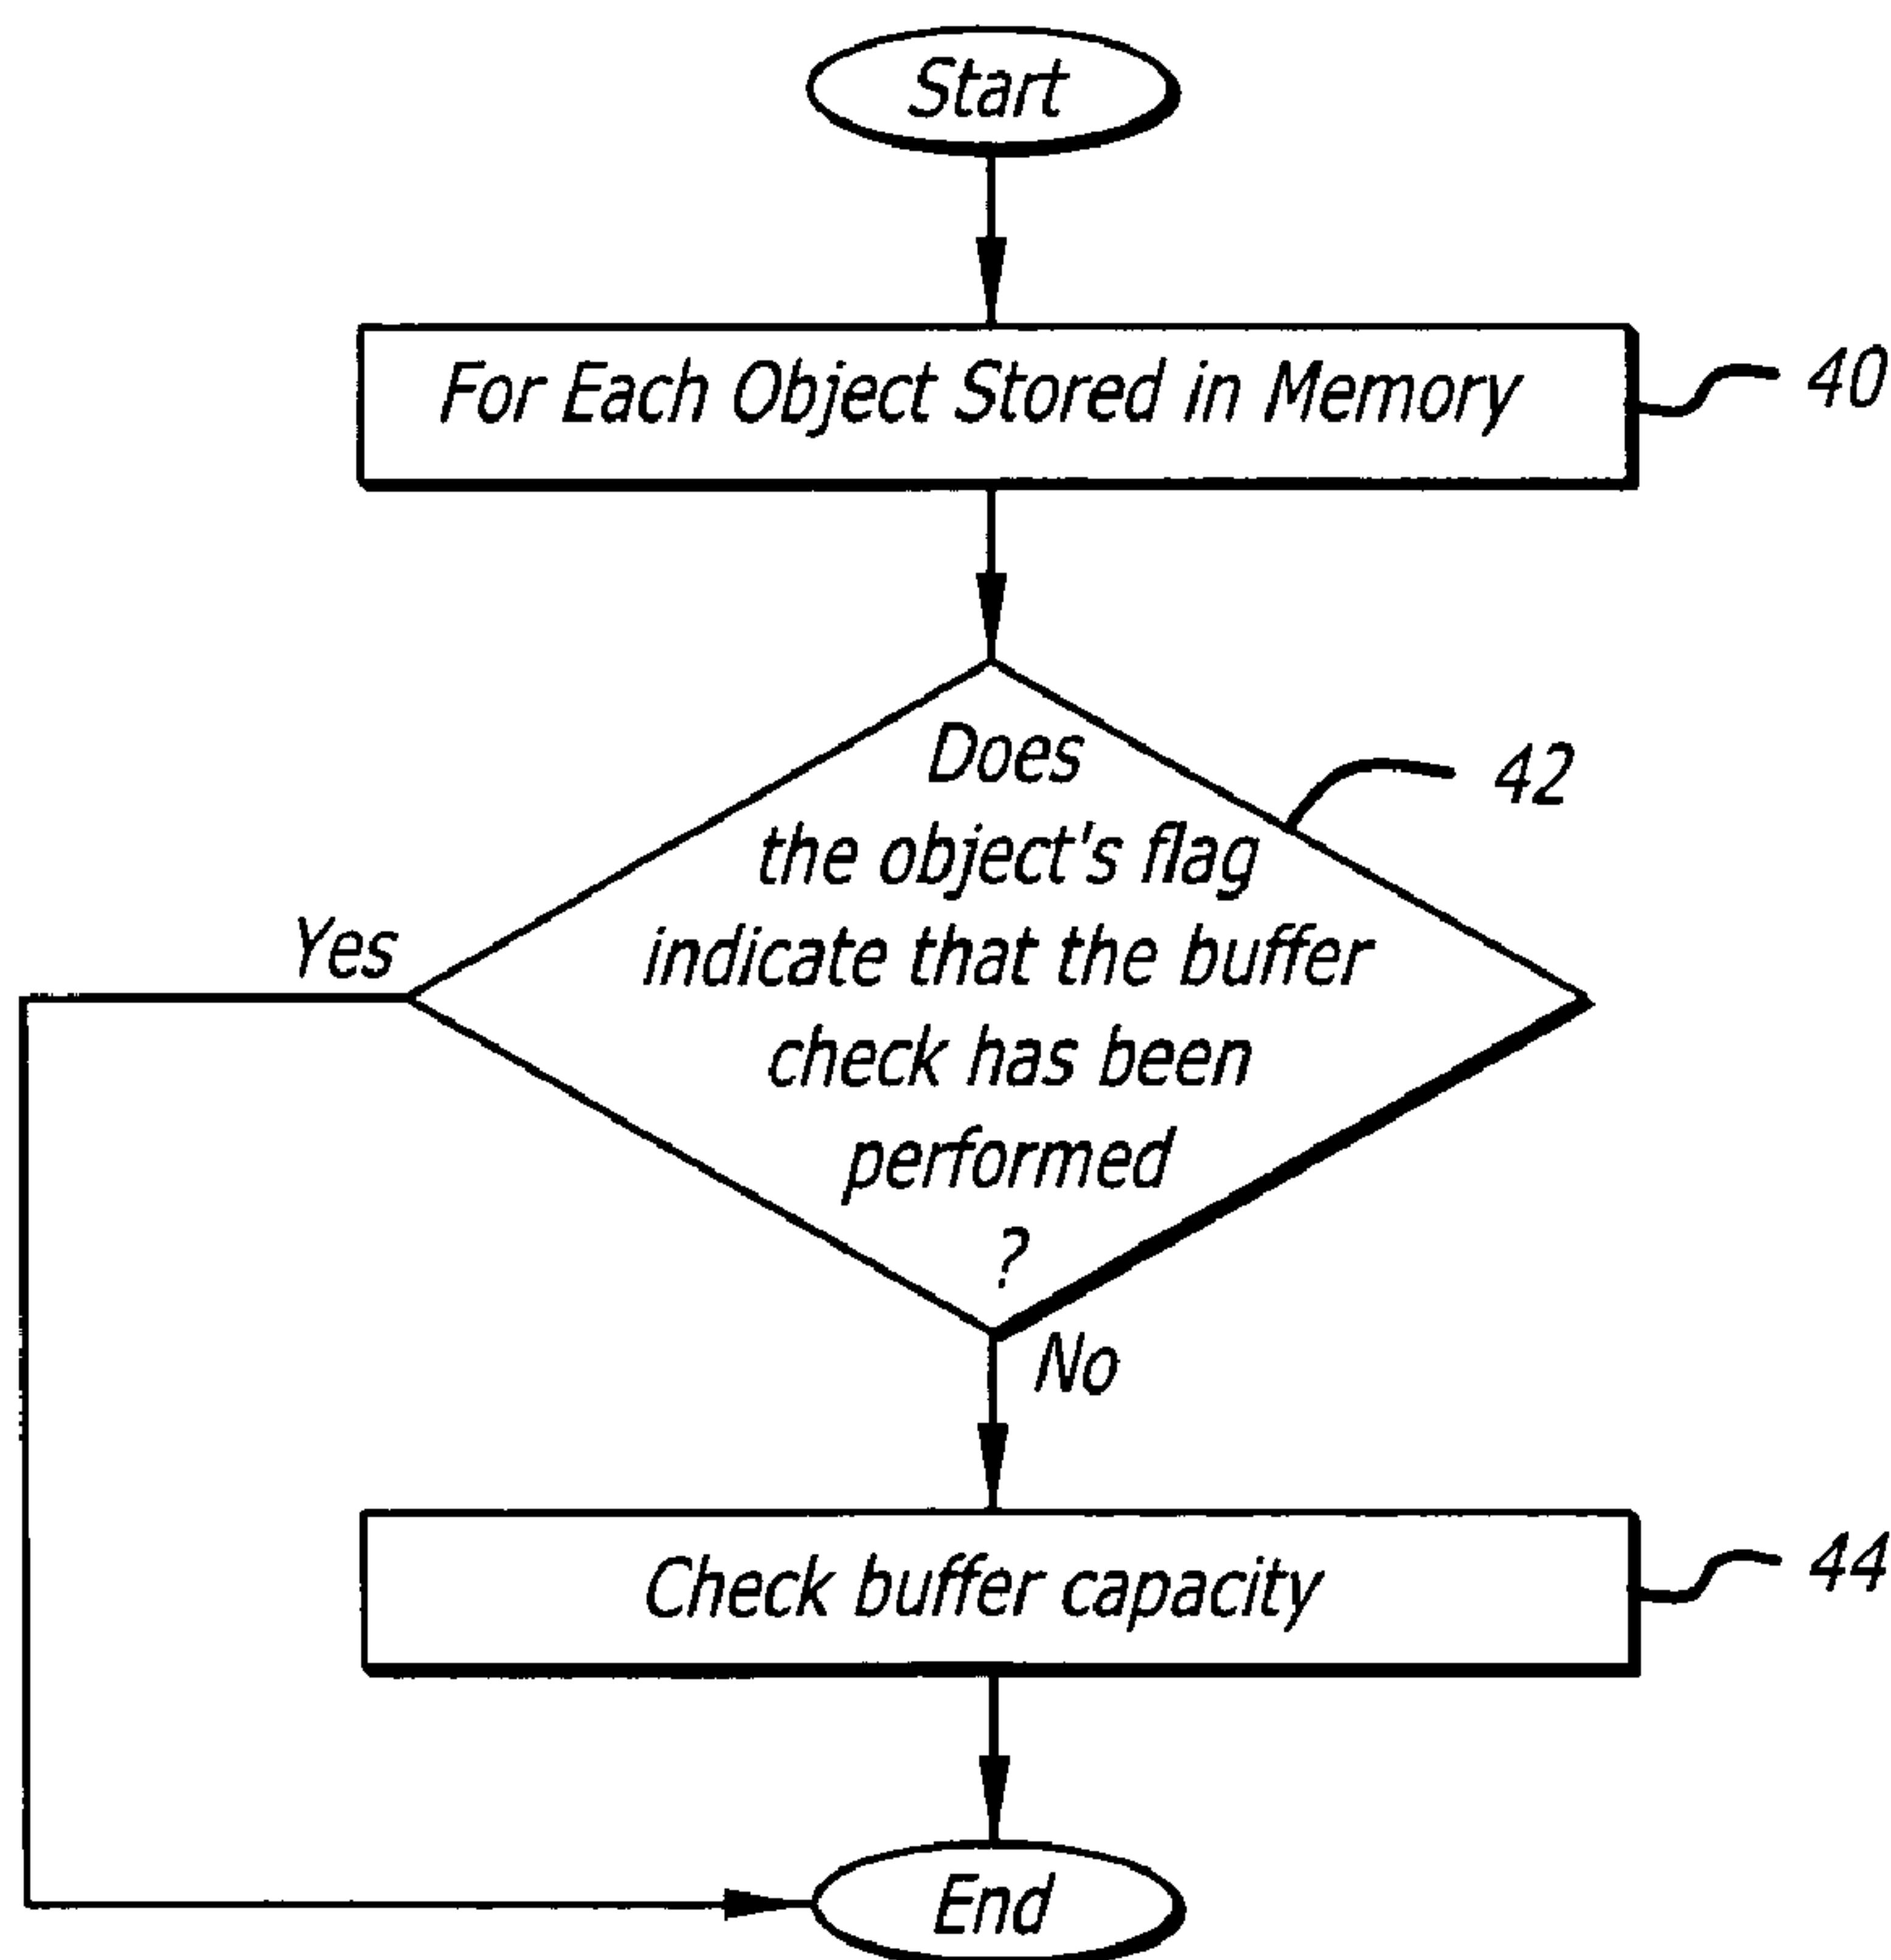 Start
For Each Object Stored in Memory
40
Does
the object's flag
indicate that the buffer
check has been
performed
?
42
Yes
No
Check buffer capacity
44
End